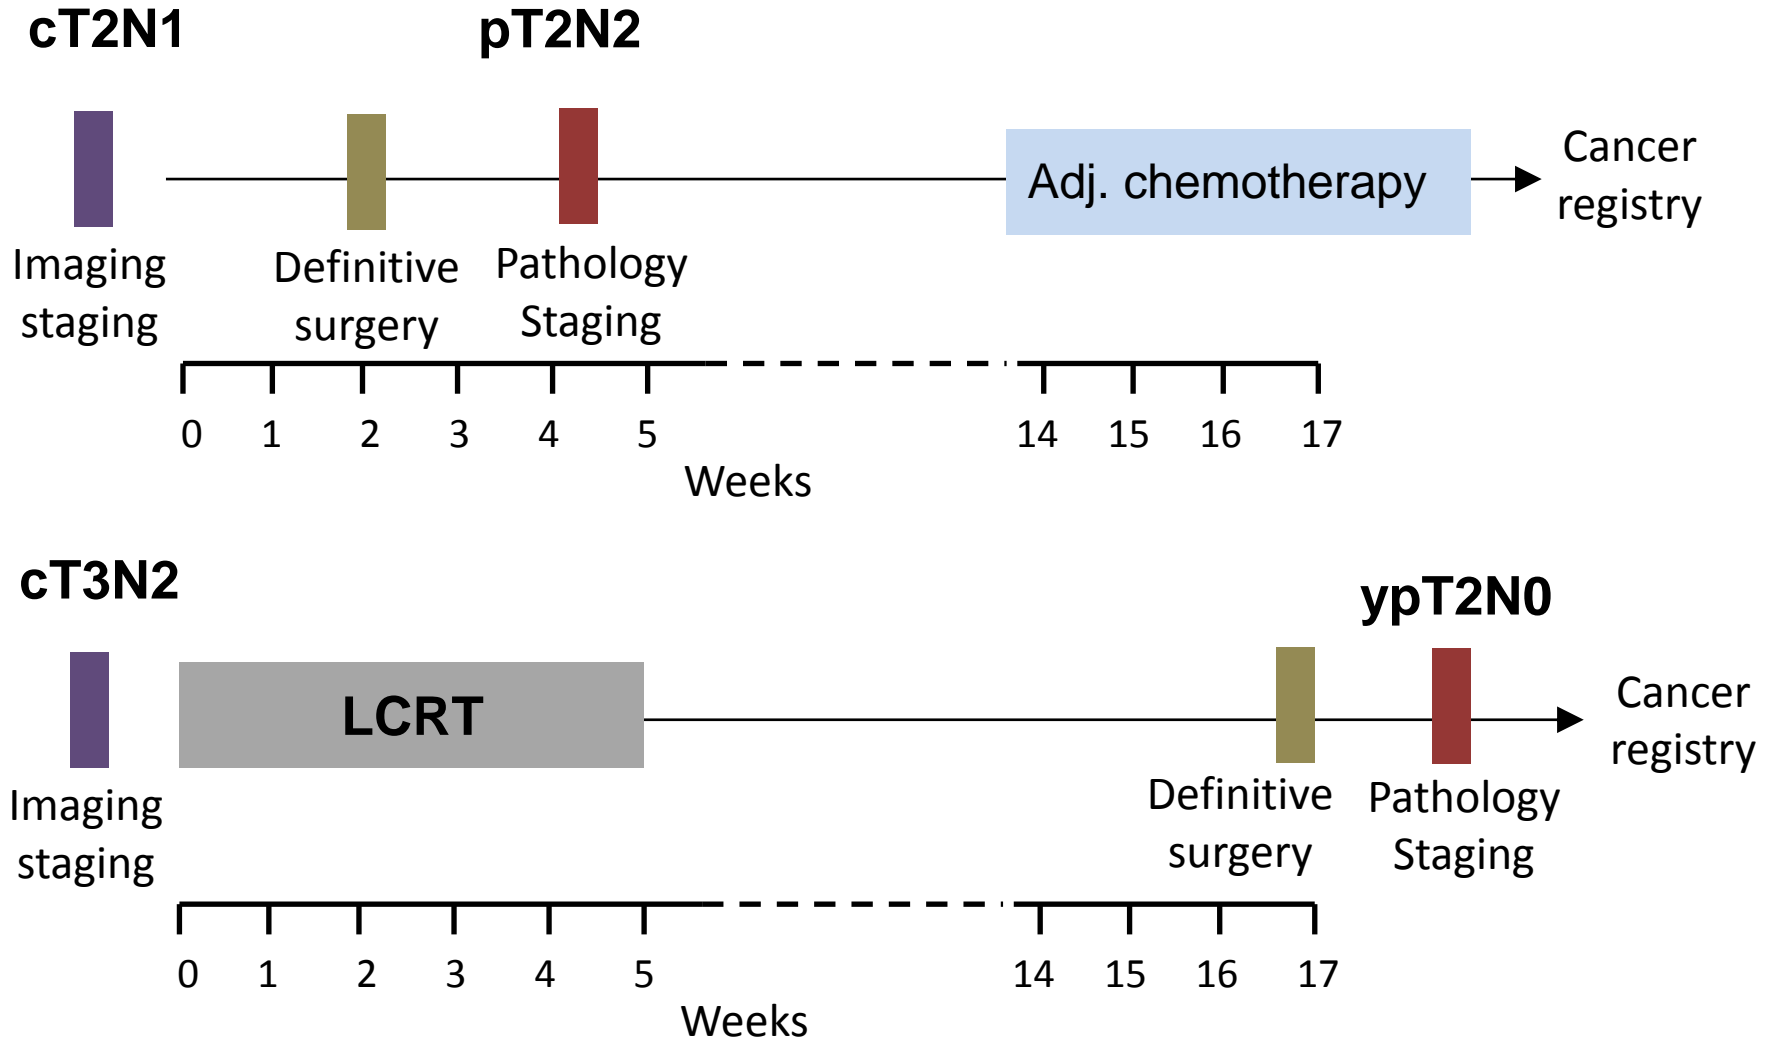 cT2N1
pT2N2
Adj. chemotherapy
Cancer
registry
Imaging
staging
Definitive
surgery
Pathology
Staging
0 1 2 3 4 5 14 15 16 17
Weeks
cT3N2
ypT2N0
LCRT
Cancer
registry
Imaging
staging
Definitive
surgery
Pathology
Staging
0 1 2 3 4 5 14 15 16 17
Weeks